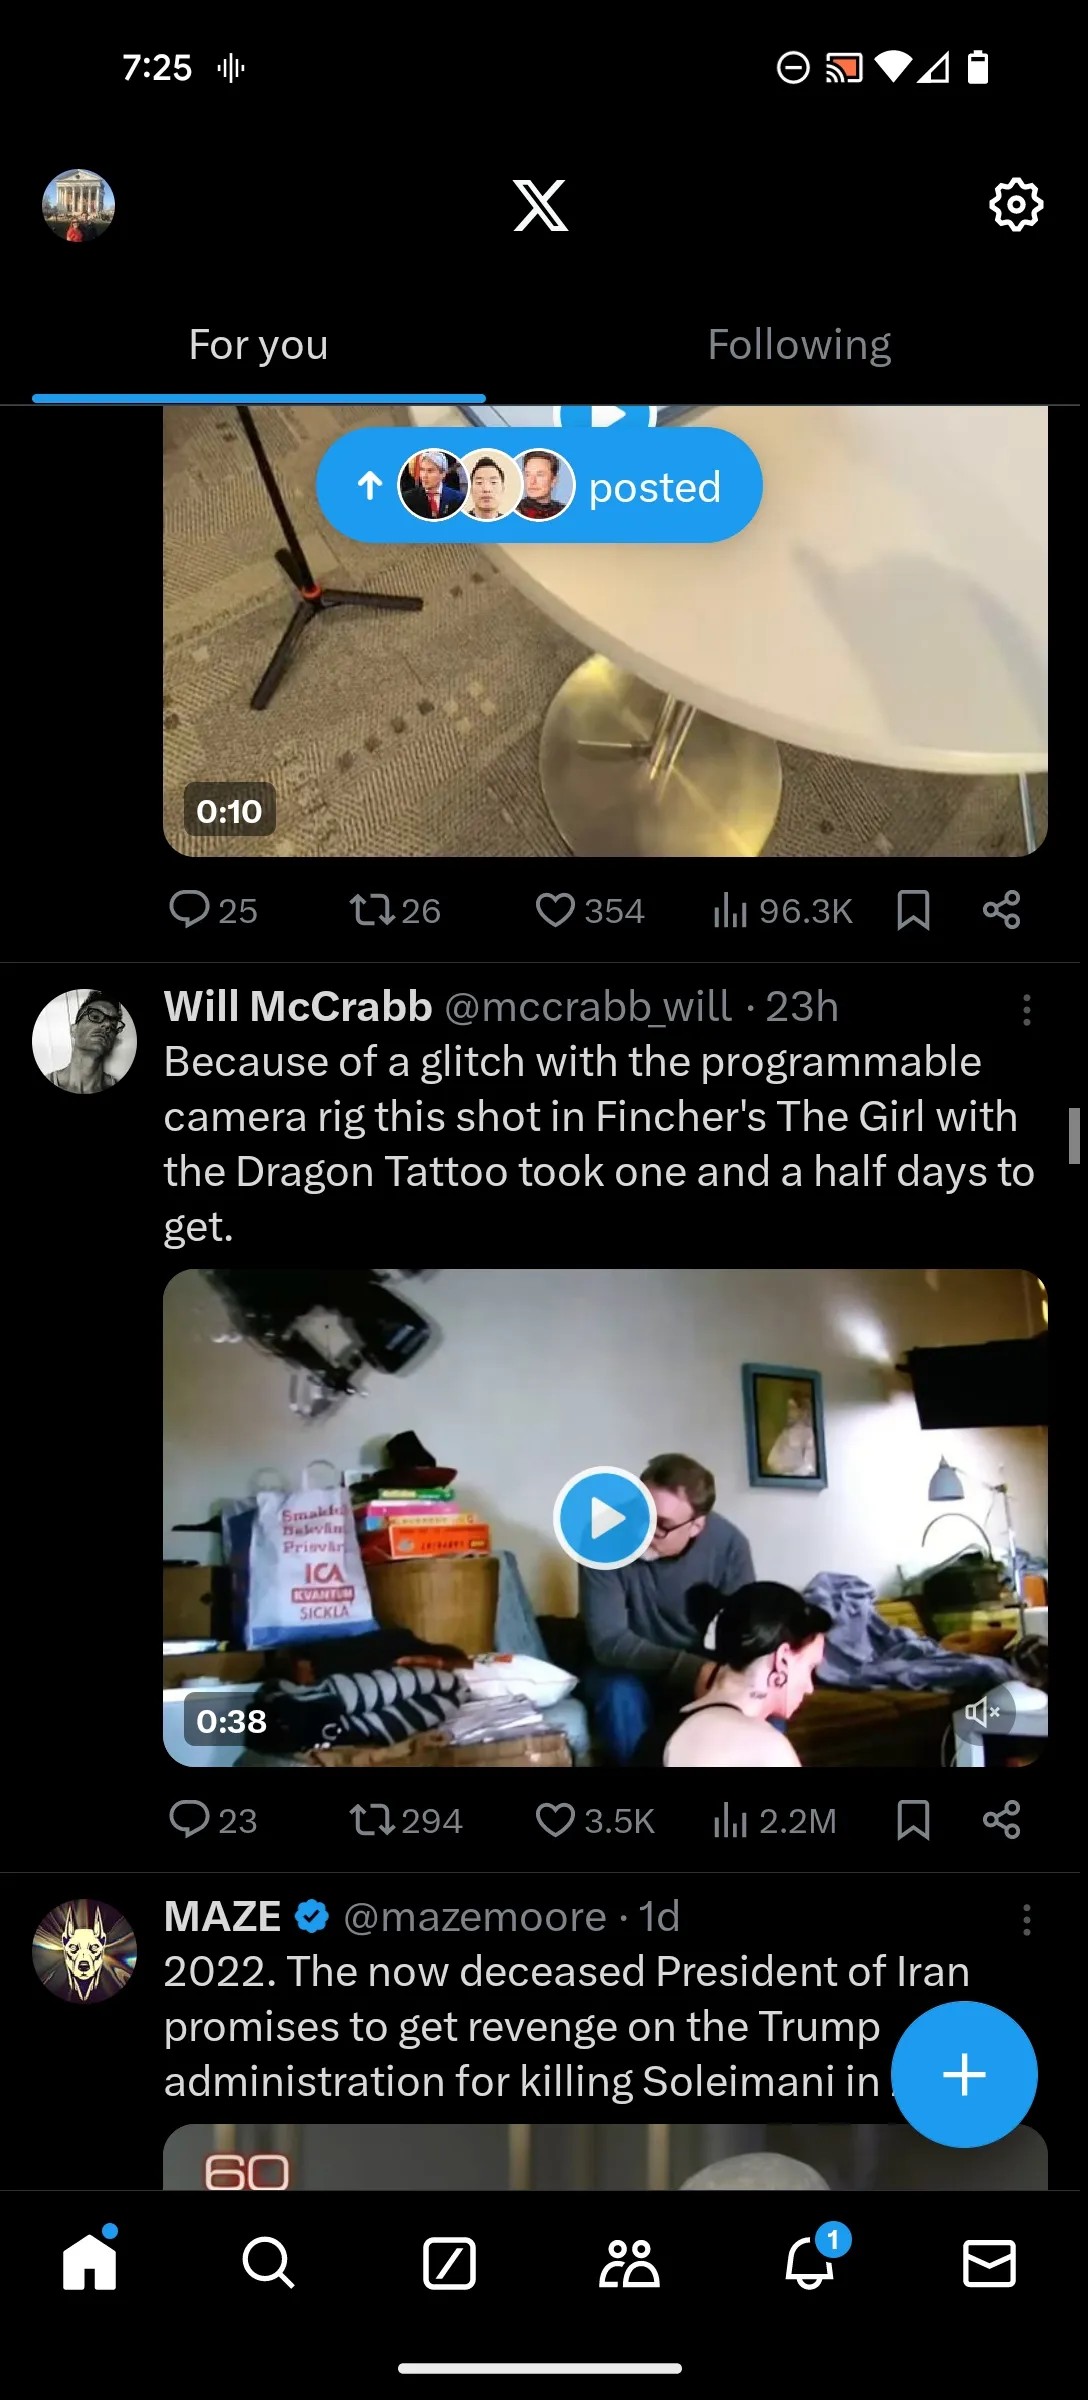 7:25
For you
Following
posted
0:10
25
26
354
96.3K
Will McCrabb @mccrabb_will · 23h
Because of a glitch with the programmable
camera rig this shot in Fincher's The Girl with
the Dragon Tattoo took one and a half days to
get.
ICA
KVANTUM
SICKLA
0:38
23
294
3.5K
2.2M
MAZE @mazemoore · 1d
2022. The now deceased President of Iran
promises to get revenge on the Trump
administration for killing Soleimani in
60
1